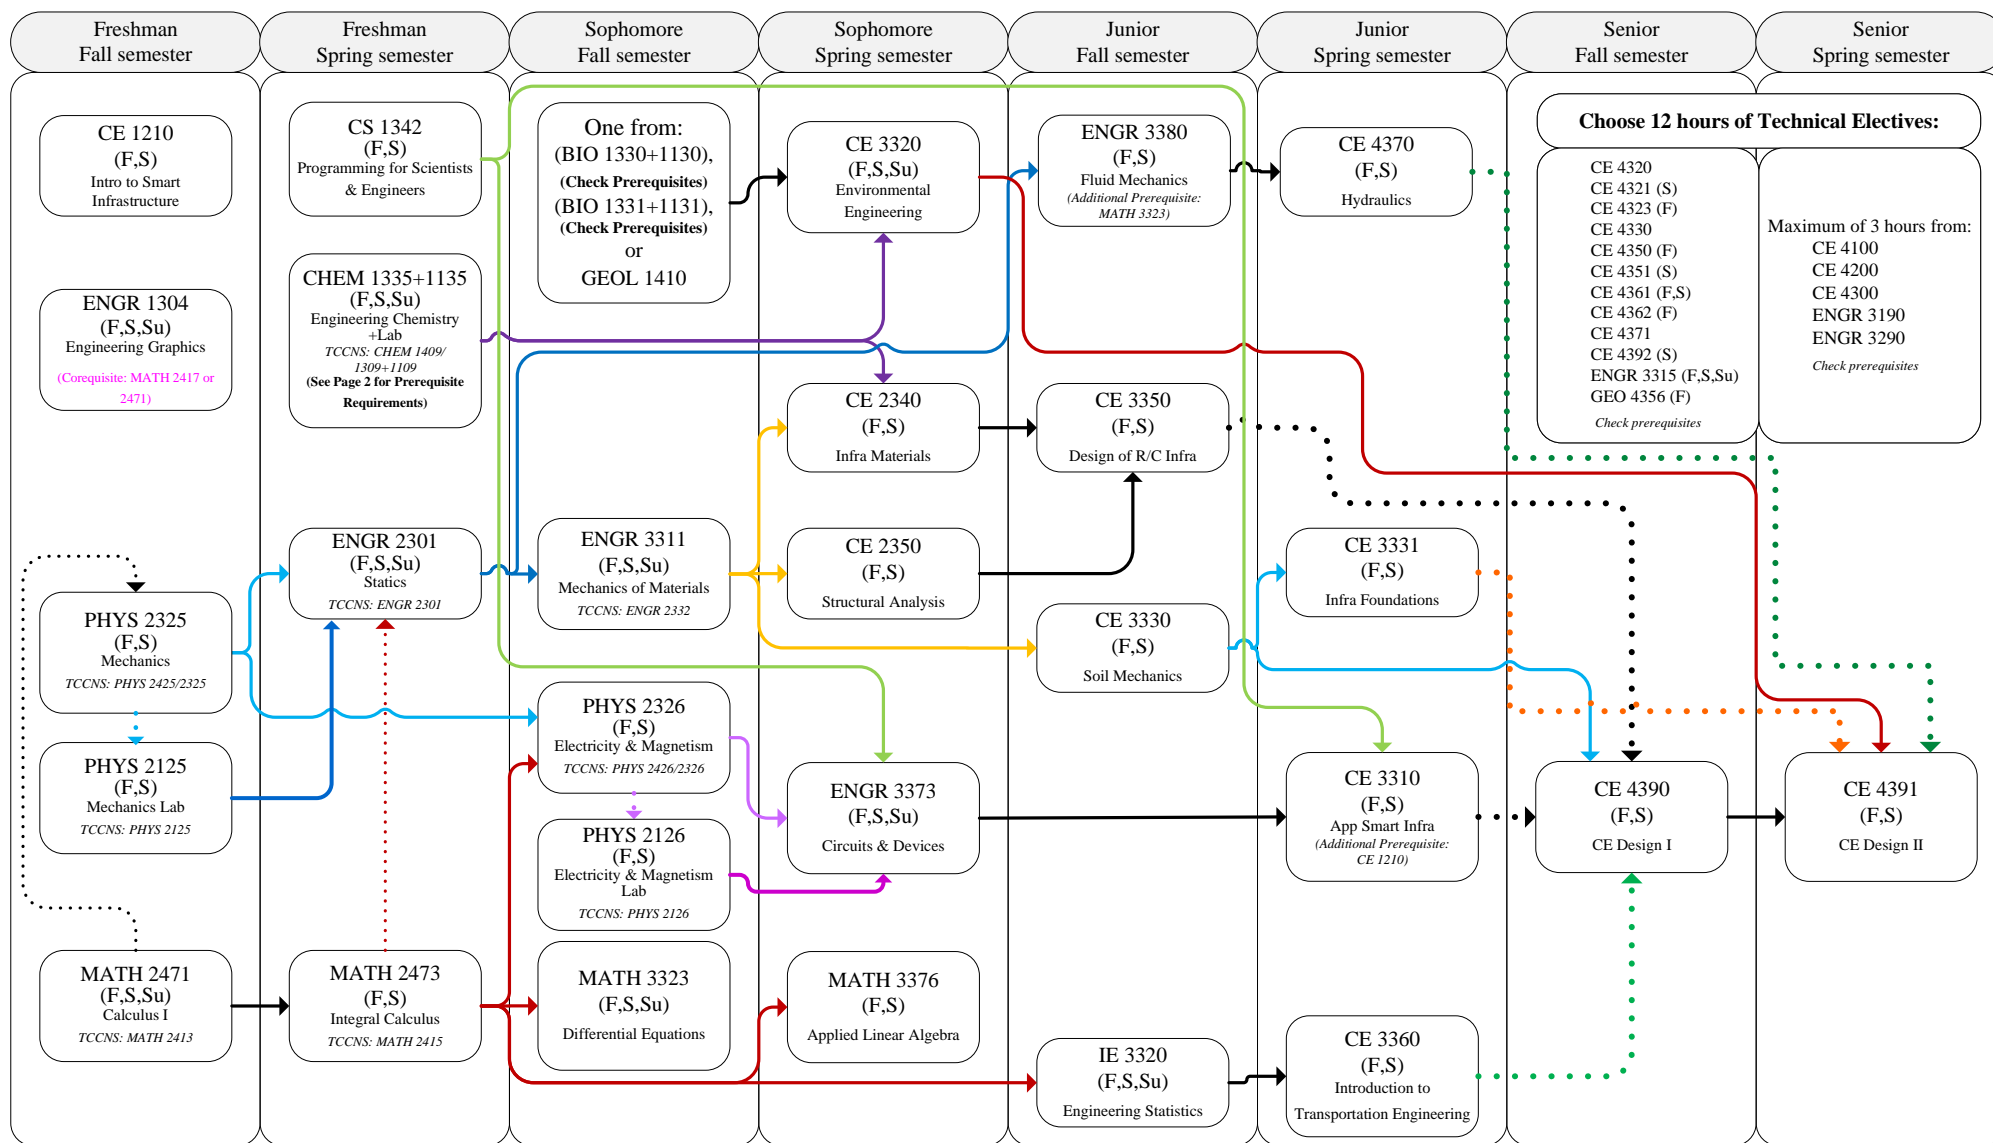 Freshman
Fall semester
Freshman
Spring semester
Sophomore
Fall semester
Sophomore
Spring semester
Junior
Fall semester
Junior
Spring semester
Senior
Fall semester
Senior
Spring semester
CE 1210
(F,S)
Intro to Smart
Infrastructure
ENGR 1304
(F,S,Su)
Engineering Graphics
(Corequisite: MATH 2417 or
2471)
PHYS 2325
(F,S)
Mechanics
TCCNS: PHYS 2425/2325
PHYS 2125
(F,S)
Mechanics Lab
TCCNS: PHYS 2125
MATH 2471
(F,S,Su)
Calculus I
TCCNS: MATH 2413
CS 1342
(F,S)
Programming for Scientists
& Engineers
CHEM 1335+1135
(F,S,Su)
Engineering Chemistry
+Lab
TCCNS: CHEM 1409/
1309+1109
(See Page 2 for Prerequisite
Requirements)
ENGR 2301
(F,S,Su)
Statics
TCCNS: ENGR 2301
MATH 2473
(F,S)
Integral Calculus
TCCNS: MATH 2415
One from:
(BIO 1330+1130),
(Check Prerequisites)
(BIO 1331+1131),
(Check Prerequisites)
or
GEOL 1410
ENGR 3311
(F,S,Su)
Mechanics of Materials
TCCNS: ENGR 2332
PHYS 2326
(F,S)
Electricity & Magnetism
TCCNS: PHYS 2426/2326
PHYS 2126
(F,S)
Electricity & Magnetism
Lab
TCCNS: PHYS 2126
MATH 3323
(F,S,Su)
Differential Equations
CE 3320
(F,S,Su)
Environmental
Engineering
CE 2340
(F,S)
Infra Materials
CE 2350
(F,S)
Structural Analysis
ENGR 3373
(F,S,Su)
Circuits & Devices
MATH 3376
(F,S)
Applied Linear Algebra
ENGR 3380
(F,S)
Fluid Mechanics
(Additional Prerequisite:
MATH 3323)
CE 3350
(F,S)
Design of R/C Infra
CE 3330
(F,S)
Soil Mechanics
IE 3320
(F,S,Su)
Engineering Statistics
CE 4370
(F,S)
Hydraulics
CE 3331
(F,S)
Infra Foundations
CE 3310
(F,S)
App Smart Infra
(Additional Prerequisite:
CE 1210)
CE 3360
(F,S)
Introduction to
Transportation Engineering
Choose 12 hours of Technical Electives:
CE 4320
CE 4321 (S)
CE 4323 (F)
CE 4330
CE 4350 (F)
CE 4351 (S)
CE 4361 (F,S)
CE 4362 (F)
CE 4371
CE 4392 (S)
ENGR 3315 (F,S,Su)
GEO 4356 (F)
Check prerequisites
Maximum of 3 hours from:
CE 4100
CE 4200
CE 4300
ENGR 3190
ENGR 3290
Check prerequisites
CE 4390
(F,S)
CE Design I
CE 4391
(F,S)
CE Design II